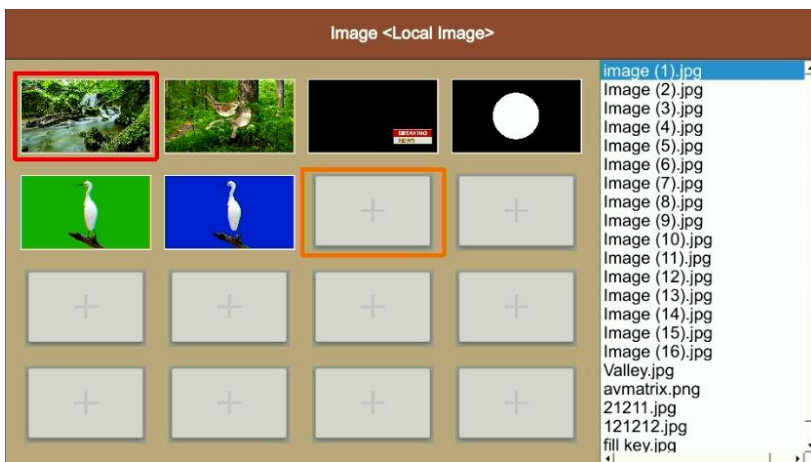 Image <Local Image>
BREAKING
NEWS
image (1).jpg
Image (2).jpg
Image (3).jpg
Image (4).jpg
Image (5).jpg
Image (6).jpg
Image (7).jpg
Image (8).jpg
Image (9).jpg
Image (10).jpg
Image (11).jpg
Image (12).jpg
Image (13).jpg
Image (14).jpg
Image (15).jpg
Image (16).jpg
Valley.jpg
avmatrix.png
21211.jpg
121212.jpg
fill key.jpg